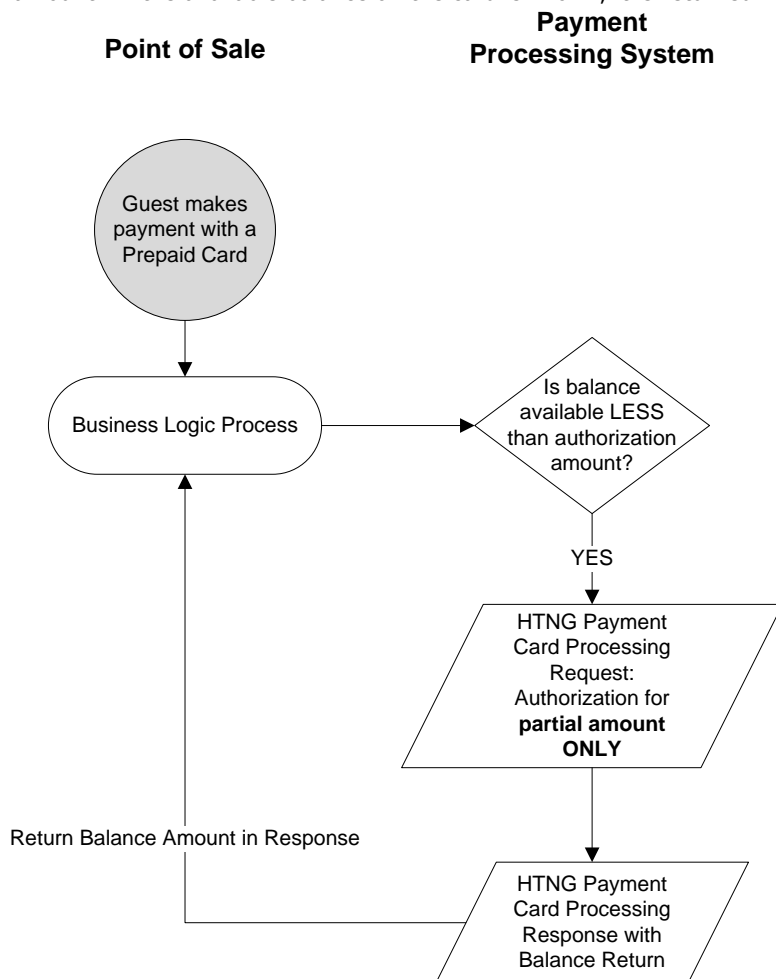 Payment
Point of Sale
Processing System
Guest makes
payment with a
Prepaid Card
Business Logic Process
Is balance
available LESS
than authorization
amount?
YES
HTNG Payment
Card Processing
Request:
Authorization for
partial amount
ONLY
Return Balance Amount in Response
HTNG Payment
Card Processing
Response with
Balance Return